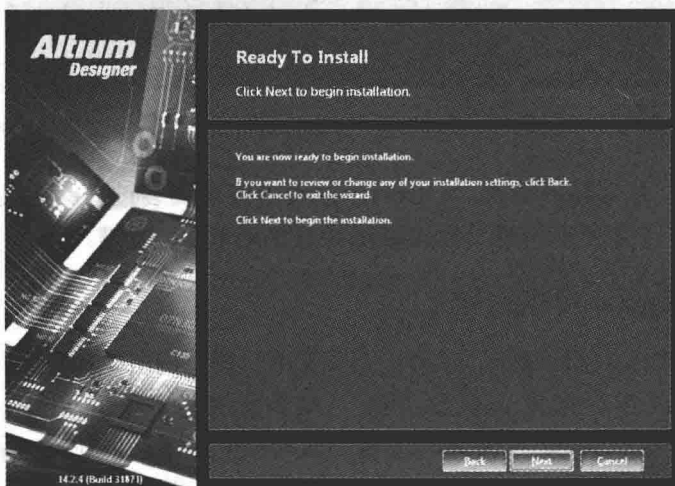 Altium
Designer
Ready To Install
Click Next to begin installation.
You are now ready to begin installation.
If you want to review or change any of your installation settings, click Back.
Click Cancel to exit the wizard.
Click Next to begin the installation.
Back
Next
Cancel
14.2.4 (Build 31871)